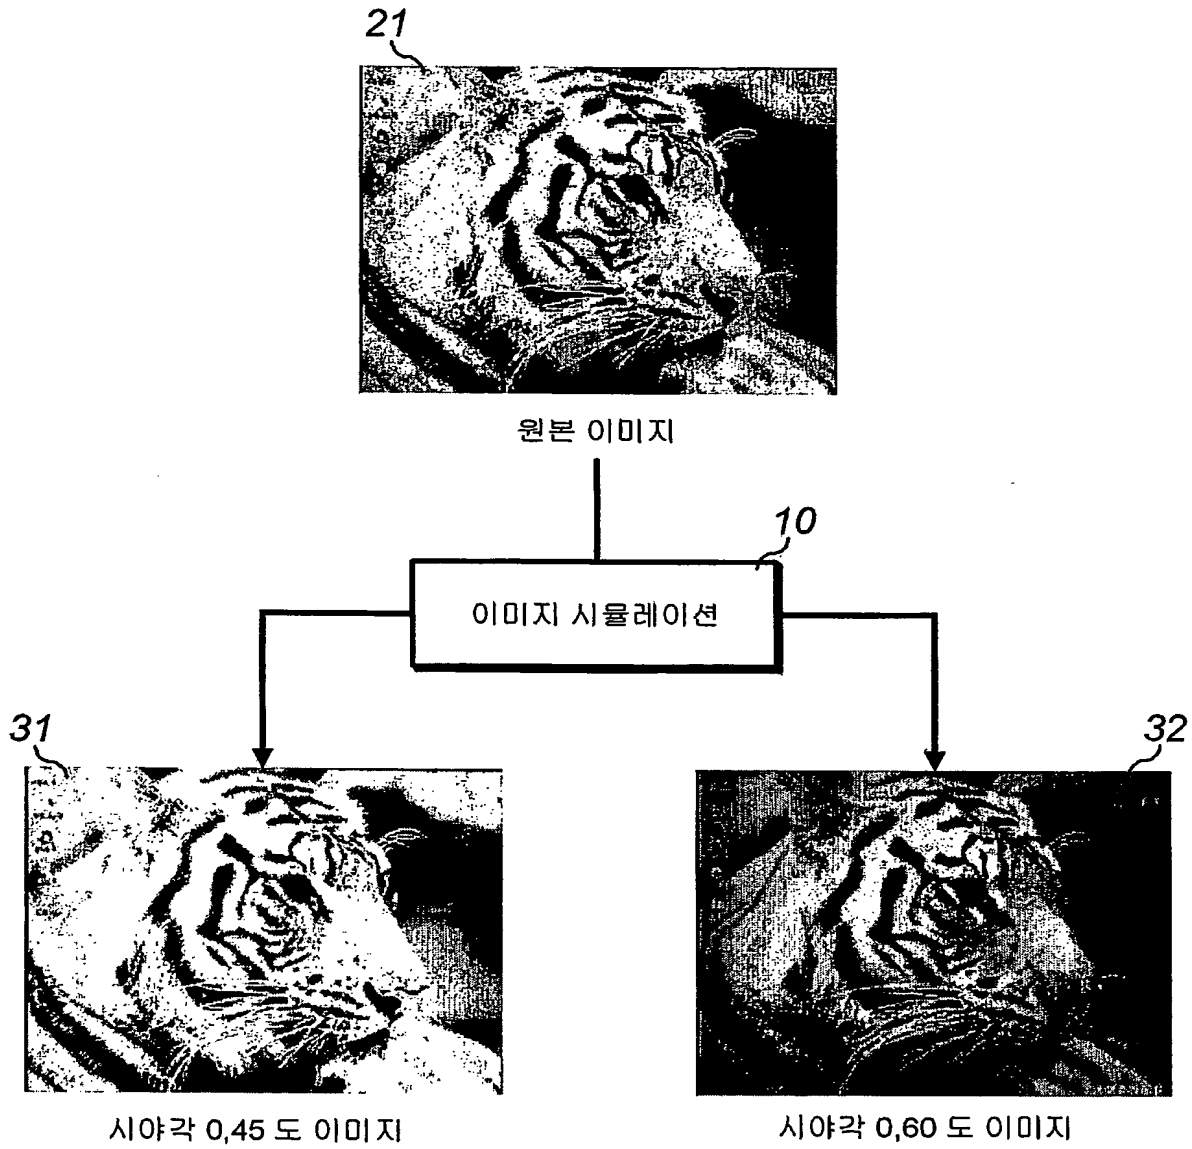 21
원본 이미지
10
이미지 시뮬레이션
31
32
시야각 0,45 도 이미지
시야각 0,60 도 이미지